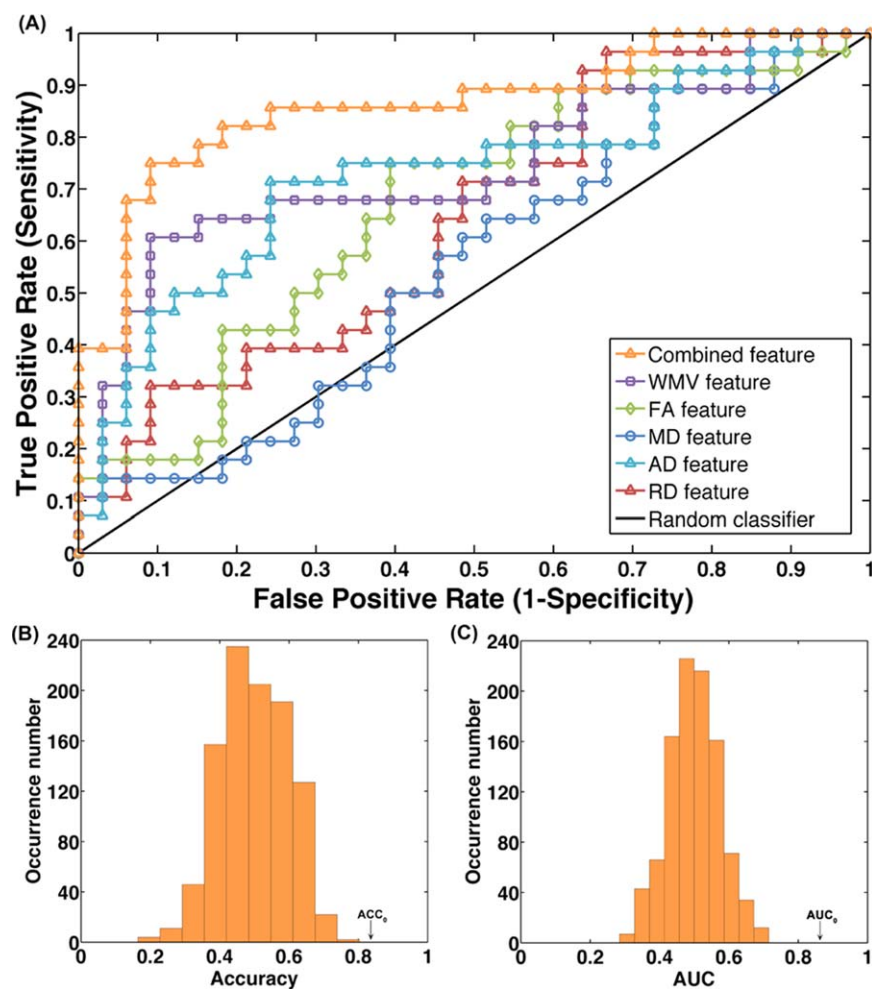 (A)
True Positive Rate (Sensitivity)
1
0.9
0.8
0.7
0.6
0.5
0.4
0.3
0.2
0.1
0
Combined feature
WMV feature
FA feature
MD feature
AD feature
RD feature
Random classifier
0 0.1 0.2 0.3 0.4 0.5 0.6 0.7 0.8 0.9 1
False Positive Rate (1-Specificity)
(B)
Occurrence number
240
200
160
120
80
40
0
ACC0
0 0.2 0.4 0.6 0.8 1
Accuracy
(C)
Occurrence number
240
200
160
120
80
40
0
AUC0
0 0.2 0.4 0.6 0.8 1
AUC